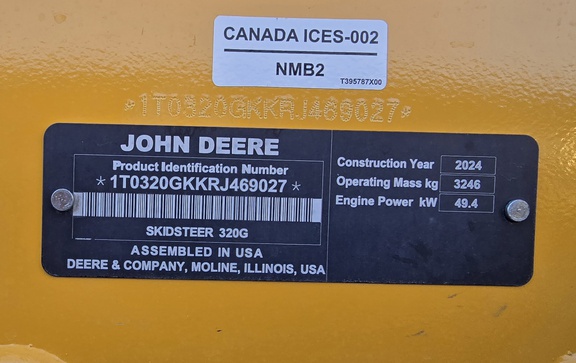 CANADA ICES-002
NMB2
T395787X00
*1T0320GKKRJ469027*
JOHN DEERE
Product Identification Number
*1T0320GKKRJ469027*
SKIDSTEER 320G
ASSEMBLED IN USA
DEERE & COMPANY, MOLINE, ILLINOIS, USA
Construction Year 2024
Operating Mass kg 3246
Engine Power kW 49.4